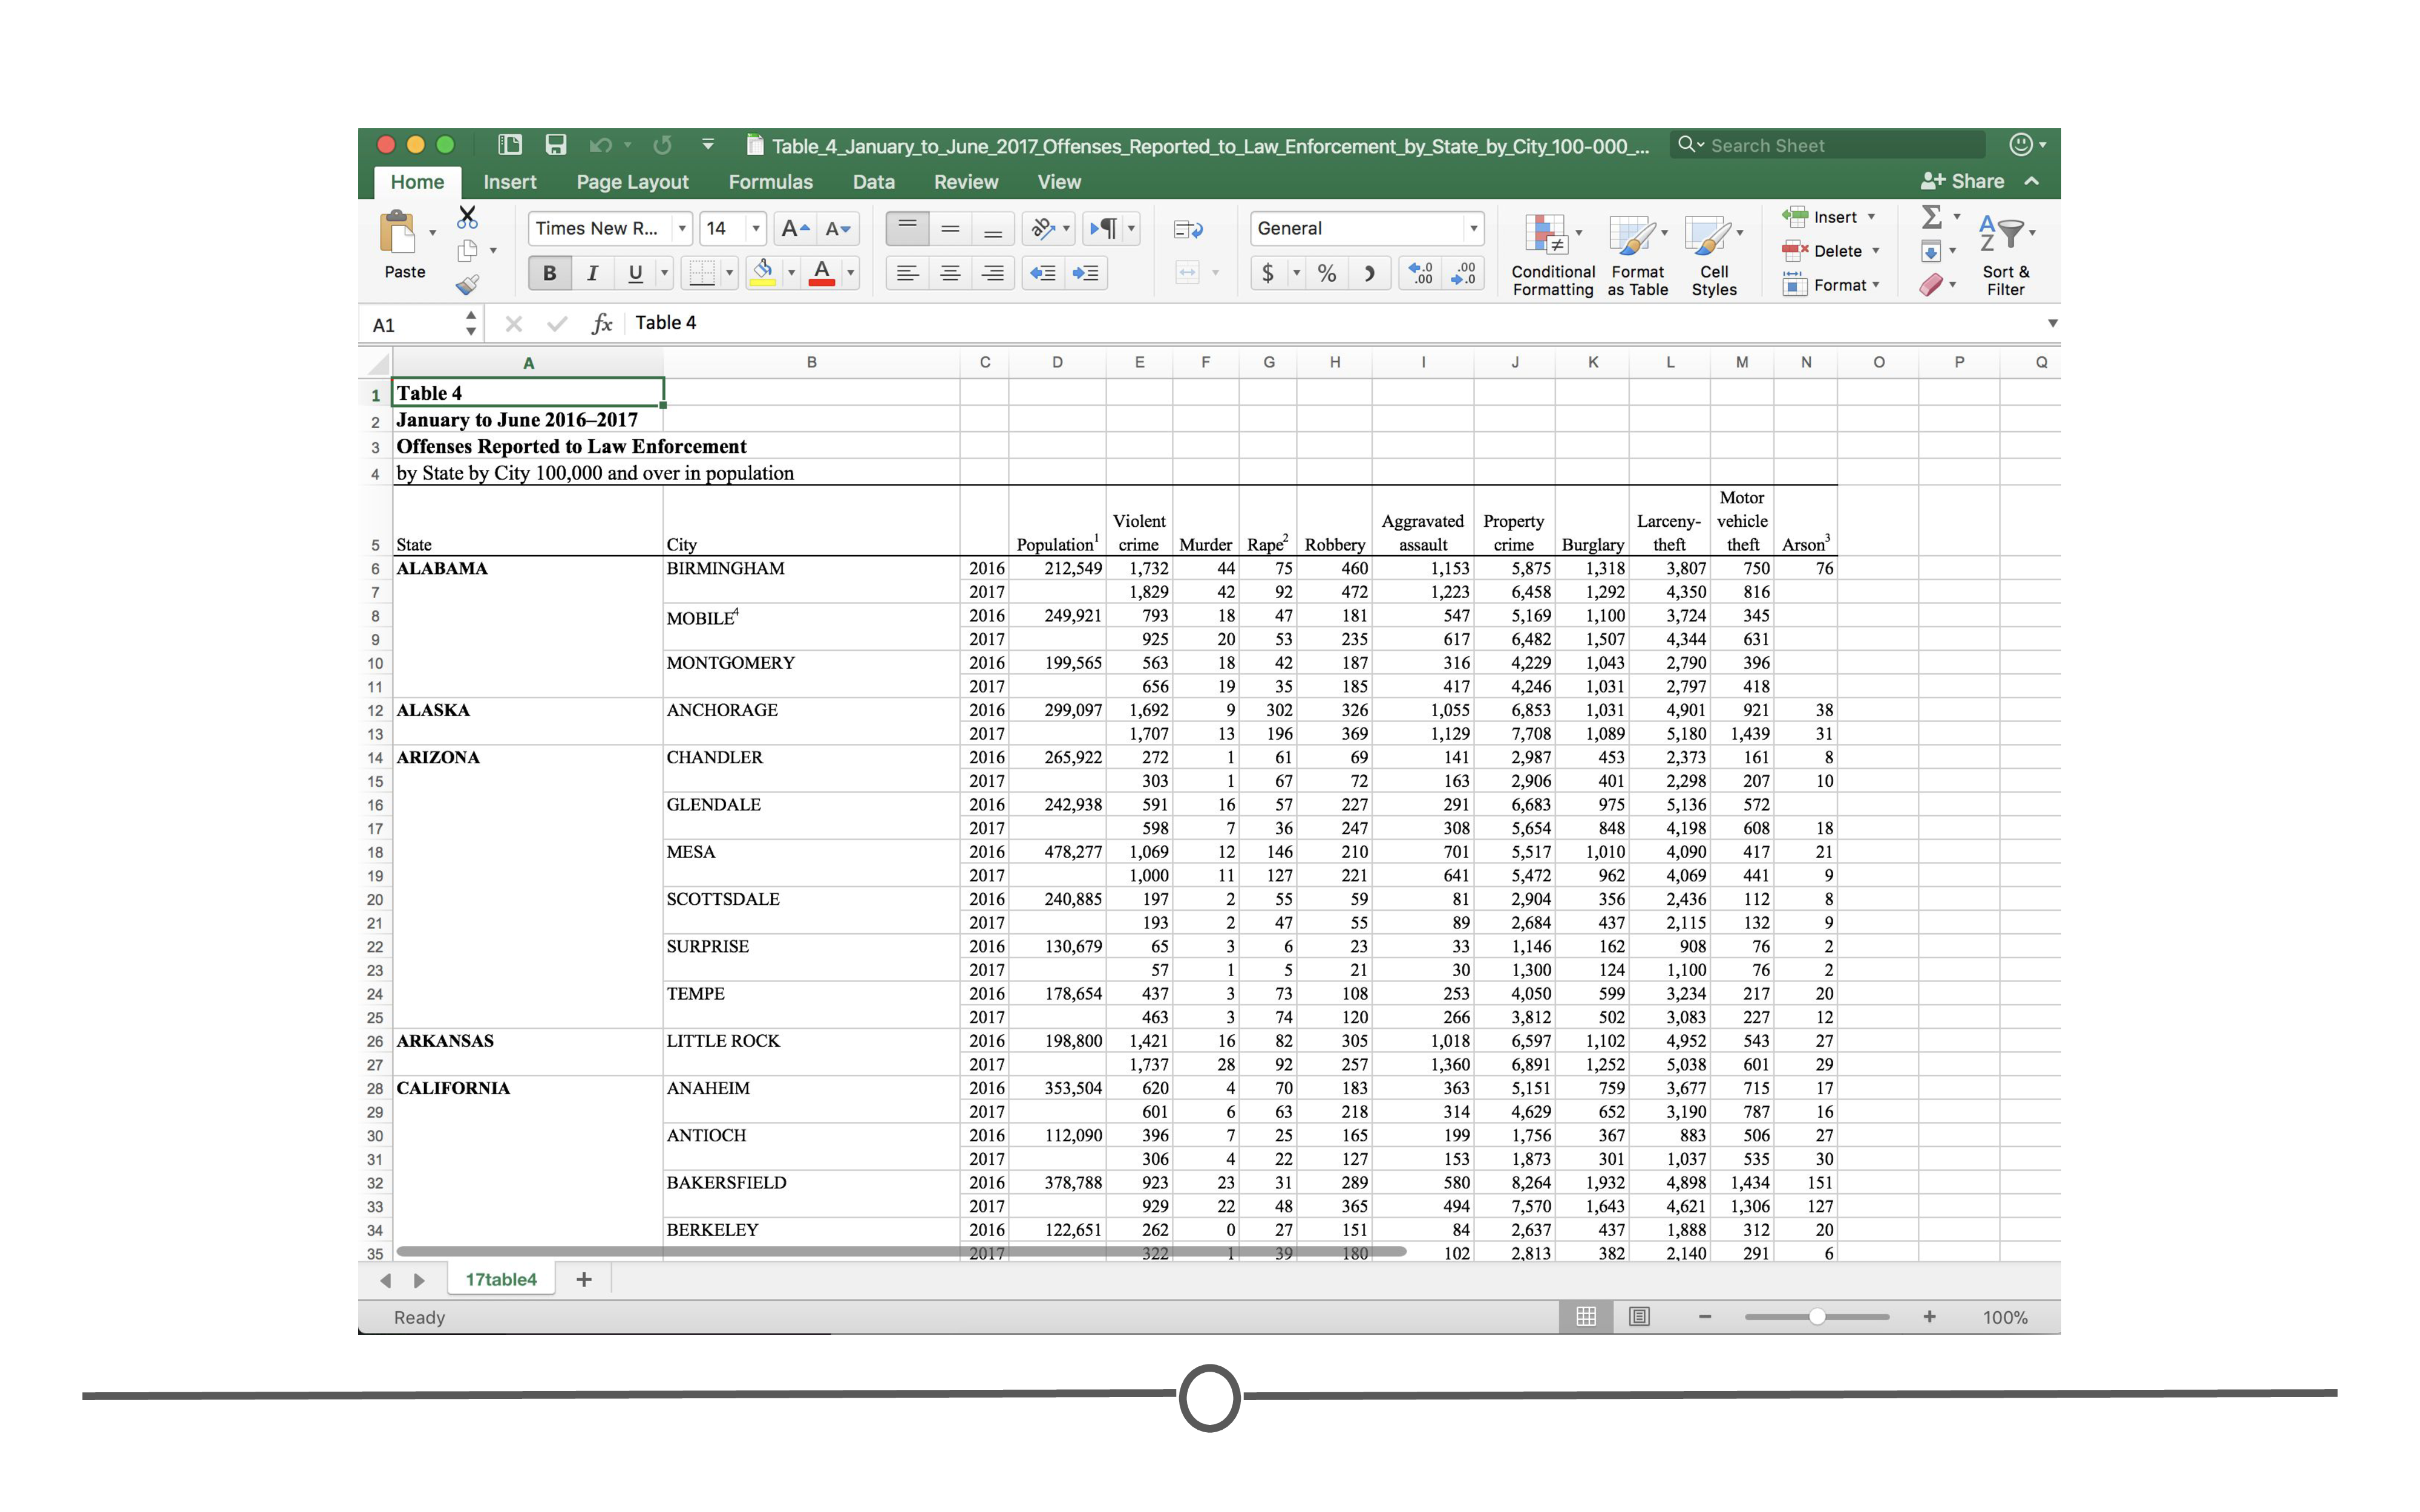 Table_4_January_to_June_2017_Offenses_Reported_to_Law_Enforcement_by_State_by_City_100-000_... Search Sheet
Home Insert Page Layout Formulas Data Review View Share
Paste Times New R... 14 General Insert
Delete
Format
B I U A $ % Conditional Formatting Format as Table Cell Styles Sort & Filter
A1 fx Table 4
A B C D E F G H I J K L M N O P Q
1 Table 4
2 January to June 2016–2017
3 Offenses Reported to Law Enforcement
4 by State by City 100,000 and over in population
5 State City Population1 Violent crime Murder Rape2 Robbery Aggravated assault Property crime Burglary Larceny-theft Motor vehicle theft Arson3
6 ALABAMA BIRMINGHAM 2016 212,549 1,732 44 75 460 1,153 5,875 1,318 3,807 750 76
7 2017 1,829 42 92 472 1,223 6,458 1,292 4,350 816
8 MOBILE4 2016 249,921 793 18 47 181 547 5,169 1,100 3,724 345
9 2017 925 20 53 235 617 6,482 1,507 4,344 631
10 MONTGOMERY 2016 199,565 563 18 42 187 316 4,229 1,043 2,790 396
11 2017 656 19 35 185 417 4,246 1,031 2,797 418
12 ALASKA ANCHORAGE 2016 299,097 1,692 9 302 326 1,055 6,853 1,031 4,901 921 38
13 2017 1,707 13 196 369 1,129 7,708 1,089 5,180 1,439 31
14 ARIZONA CHANDLER 2016 265,922 272 1 61 69 141 2,987 453 2,373 161 8
15 2017 303 1 67 72 163 2,906 401 2,298 207 10
16 GLENDALE 2016 242,938 591 16 57 227 291 6,683 975 5,136 572
17 2017 598 7 36 247 308 5,654 848 4,198 608 18
18 MESA 2016 478,277 1,069 12 146 210 701 5,517 1,010 4,090 417 21
19 2017 1,000 11 127 221 641 5,472 962 4,069 441 9
20 SCOTTSDALE 2016 240,885 197 2 55 59 81 2,904 356 2,436 112 8
21 2017 193 2 47 55 89 2,684 437 2,115 132 9
22 SURPRISE 2016 130,679 65 3 6 23 33 1,146 162 908 76 2
23 2017 57 1 5 21 30 1,300 124 1,100 76 2
24 TEMPE 2016 178,654 437 3 73 108 253 4,050 599 3,234 217 20
25 2017 463 3 74 120 266 3,812 502 3,083 227 12
26 ARKANSAS LITTLE ROCK 2016 198,800 1,421 16 82 305 1,018 6,597 1,102 4,952 543 27
27 2017 1,737 28 92 257 1,360 6,891 1,252 5,038 601 29
28 CALIFORNIA ANAHEIM 2016 353,504 620 4 70 183 363 5,151 759 3,677 715 17
29 2017 601 6 63 218 314 4,629 652 3,190 787 16
30 ANTIOCH 2016 112,090 396 7 25 165 199 1,756 367 883 506 27
31 2017 306 4 22 127 153 1,873 301 1,037 535 30
32 BAKERSFIELD 2016 378,788 923 23 31 289 580 8,264 1,932 4,898 1,434 151
33 2017 929 22 48 365 494 7,570 1,643 4,621 1,306 127
34 BERKELEY 2016 122,651 262 0 27 151 84 2,637 437 1,888 312 20
35 2017 322 1 39 180 102 2,813 382 2,140 291 6
17table4 +
Ready 100%